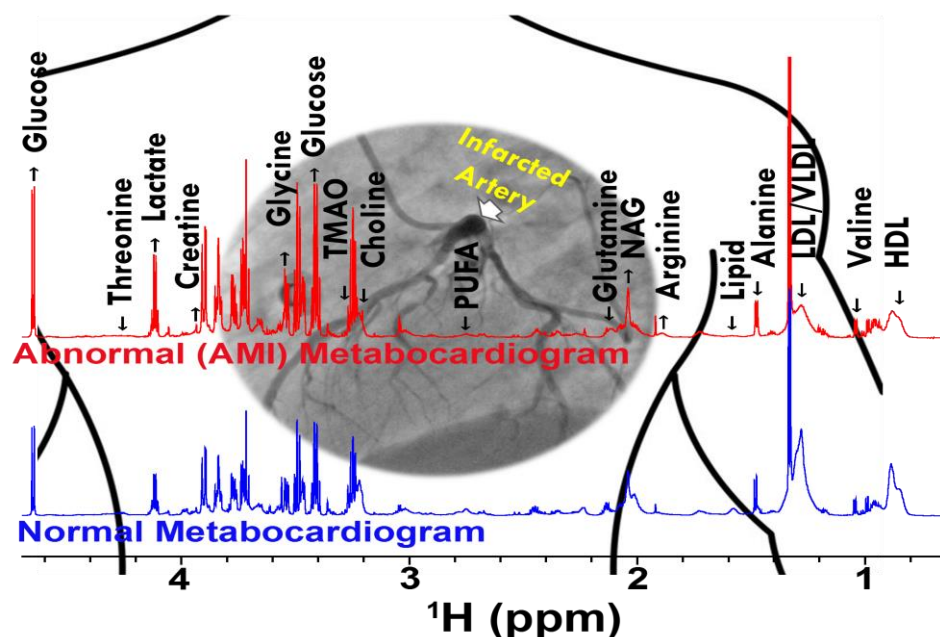 Glucose
Threonine
Lactate
Creatine
Glycine
Glucose
TMAO
Choline
Infarcted
Artery
PUFA
Glutamine
NAG
Arginine
Lipid
Alanine
LDL/VLDL
Valine
HDL
Abnormal (AMI) Metabocardiogram
Normal Metabocardiogram
4
3
2
1
¹H (ppm)